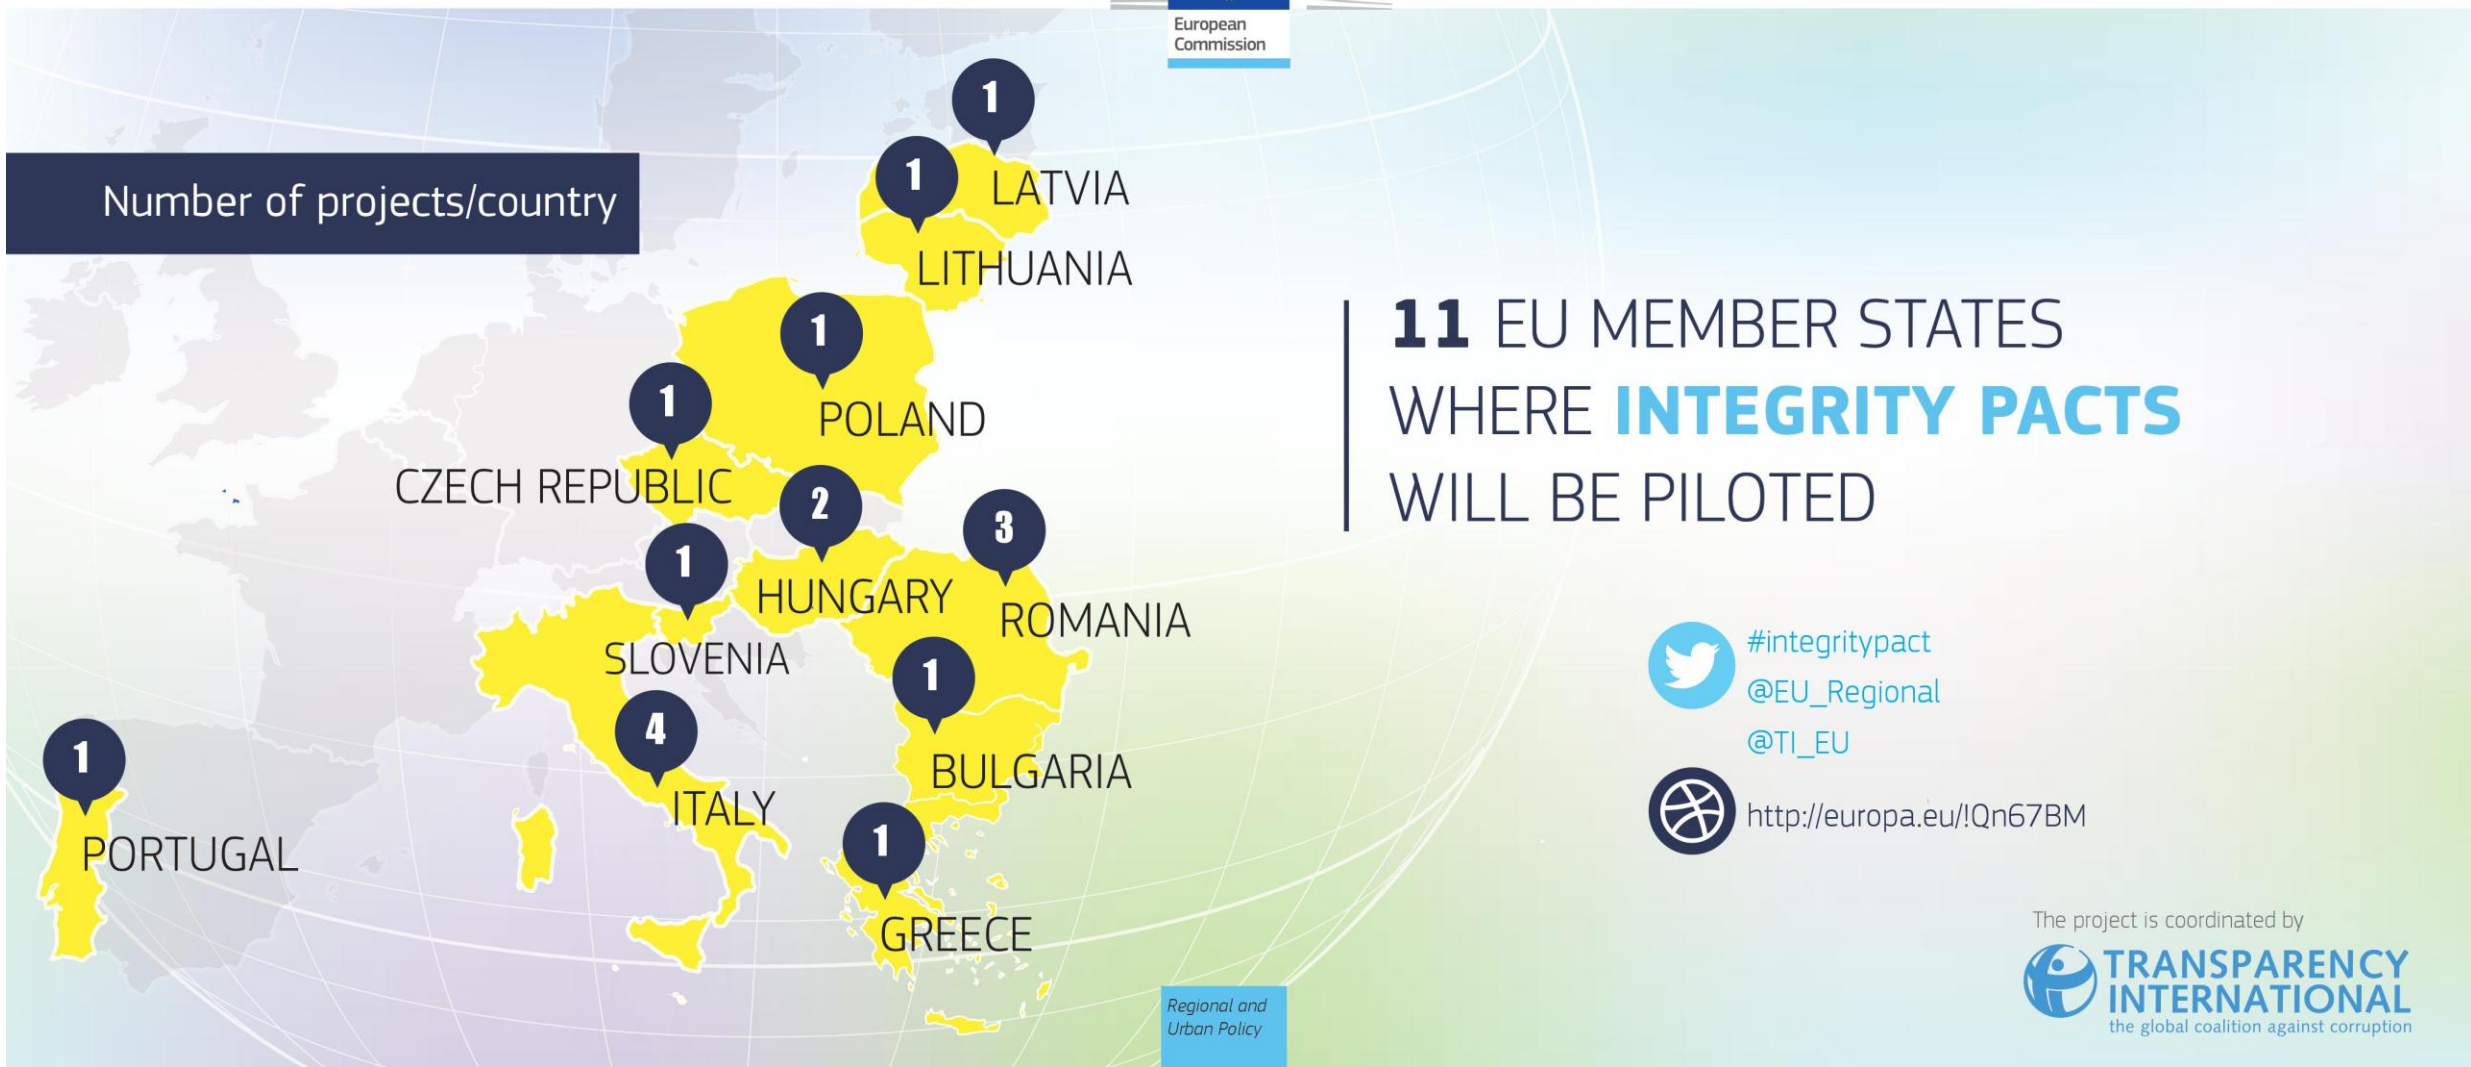 European
Commission
Number of projects/country
1
LATVIA
1
LITHUANIA
1
POLAND
1
CZECH REPUBLIC
2
HUNGARY
3
ROMANIA
1
SLOVENIA
1
BULGARIA
4
ITALY
1
PORTUGAL
1
GREECE
11 EU MEMBER STATES
WHERE INTEGRITY PACTS
WILL BE PILOTED
#integritypact
@EU_Regional
@TI_EU
http://europa.eu/!Qn67BM
The project is coordinated by
TRANSPARENCY
INTERNATIONAL
the global coalition against corruption
Regional and
Urban Policy